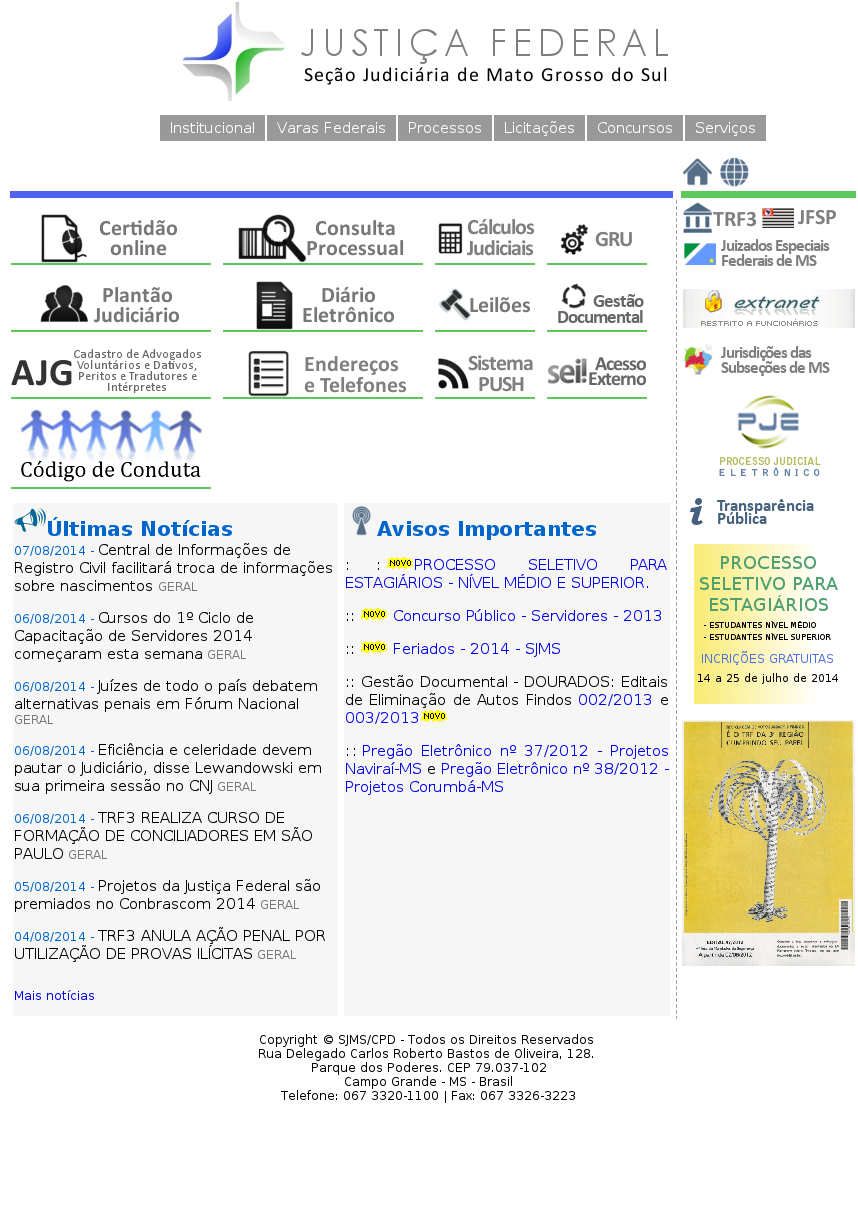 JUSTIÇA FEDERAL
Seção Judiciária de Mato Grosso do Sul
Institucional
Varas Federais
Processos
Licitações
Concursos
Serviços
Certidão
online
Consulta
Processual
Cálculos
Judiciais
GRU
Plantão
Judiciário
Diário
Eletrônico
Leilões
Gestão
Documental
AJG
Cadastro de Advogados
Voluntários e Dativos,
Peritos e Tradutores e
Intérpretes
Endereços
e Telefones
Sistema
PUSH
sei!
Acesso
Externo
Código de Conduta
TRF3
JFSP
Juizados Especiais
Federais de MS
extranet
RESTRITO A FUNCIONÁRIOS
Jurisdições das
Subseções de MS
PJE
PROCESSO JUDICIAL
ELETRÔNICO
Transparência
Pública
PROCESSO
SELETIVO PARA
ESTAGIÁRIOS
- ESTUDANTES NÍVEL MÉDIO
- ESTUDANTES NÍVEL SUPERIOR
INCRIÇÕES GRATUITAS
14 a 25 de julho de 2014
É O TRF DA 3ª REGIÃO
CUMPRINDO SEU PAPEL
A partir de 02/08/2012
Últimas Notícias
07/08/2014 - Central de Informações de
Registro Civil facilitará troca de informações
sobre nascimentos GERAL
06/08/2014 - Cursos do 1º Ciclo de
Capacitação de Servidores 2014
começaram esta semana GERAL
06/08/2014 - Juízes de todo o país debatem
alternativas penais em Fórum Nacional
GERAL
06/08/2014 - Eficiência e celeridade devem
pautar o Judiciário, disse Lewandowski em
sua primeira sessão no CNJ GERAL
06/08/2014 - TRF3 REALIZA CURSO DE
FORMAÇÃO DE CONCILIADORES EM SÃO
PAULO GERAL
05/08/2014 - Projetos da Justiça Federal são
premiados no Conbrascom 2014 GERAL
04/08/2014 - TRF3 ANULA AÇÃO PENAL POR
UTILIZAÇÃO DE PROVAS ILÍCITAS GERAL
Mais notícias
Avisos Importantes
: : NOVO PROCESSO SELETIVO PARA
ESTAGIÁRIOS - NÍVEL MÉDIO E SUPERIOR.
:: NOVO Concurso Público - Servidores - 2013
:: NOVO Feriados - 2014 - SJMS
:: Gestão Documental - DOURADOS: Editais
de Eliminação de Autos Findos 002/2013 e
003/2013 NOVO
:: Pregão Eletrônico nº 37/2012 - Projetos
Naviraí-MS e Pregão Eletrônico nº 38/2012 -
Projetos Corumbá-MS
Copyright © SJMS/CPD - Todos os Direitos Reservados
Rua Delegado Carlos Roberto Bastos de Oliveira, 128.
Parque dos Poderes. CEP 79.037-102
Campo Grande - MS - Brasil
Telefone: 067 3320-1100 | Fax: 067 3326-3223